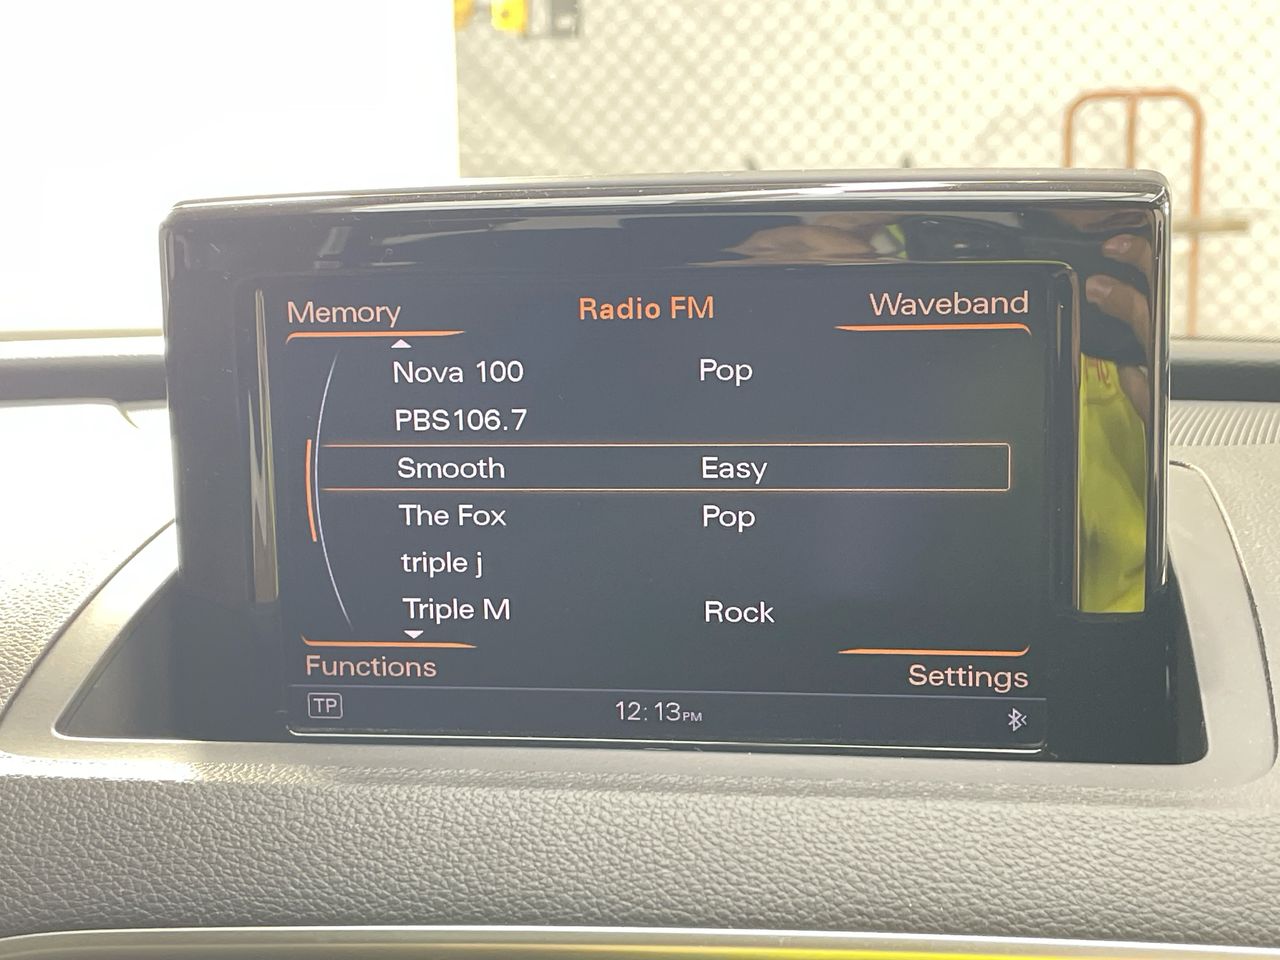 Memory Radio FM Waveband
Nova 100 Pop
PBS106.7
Smooth Easy
The Fox Pop
triple j
Triple M Rock
Functions Settings
TP 12:13PM